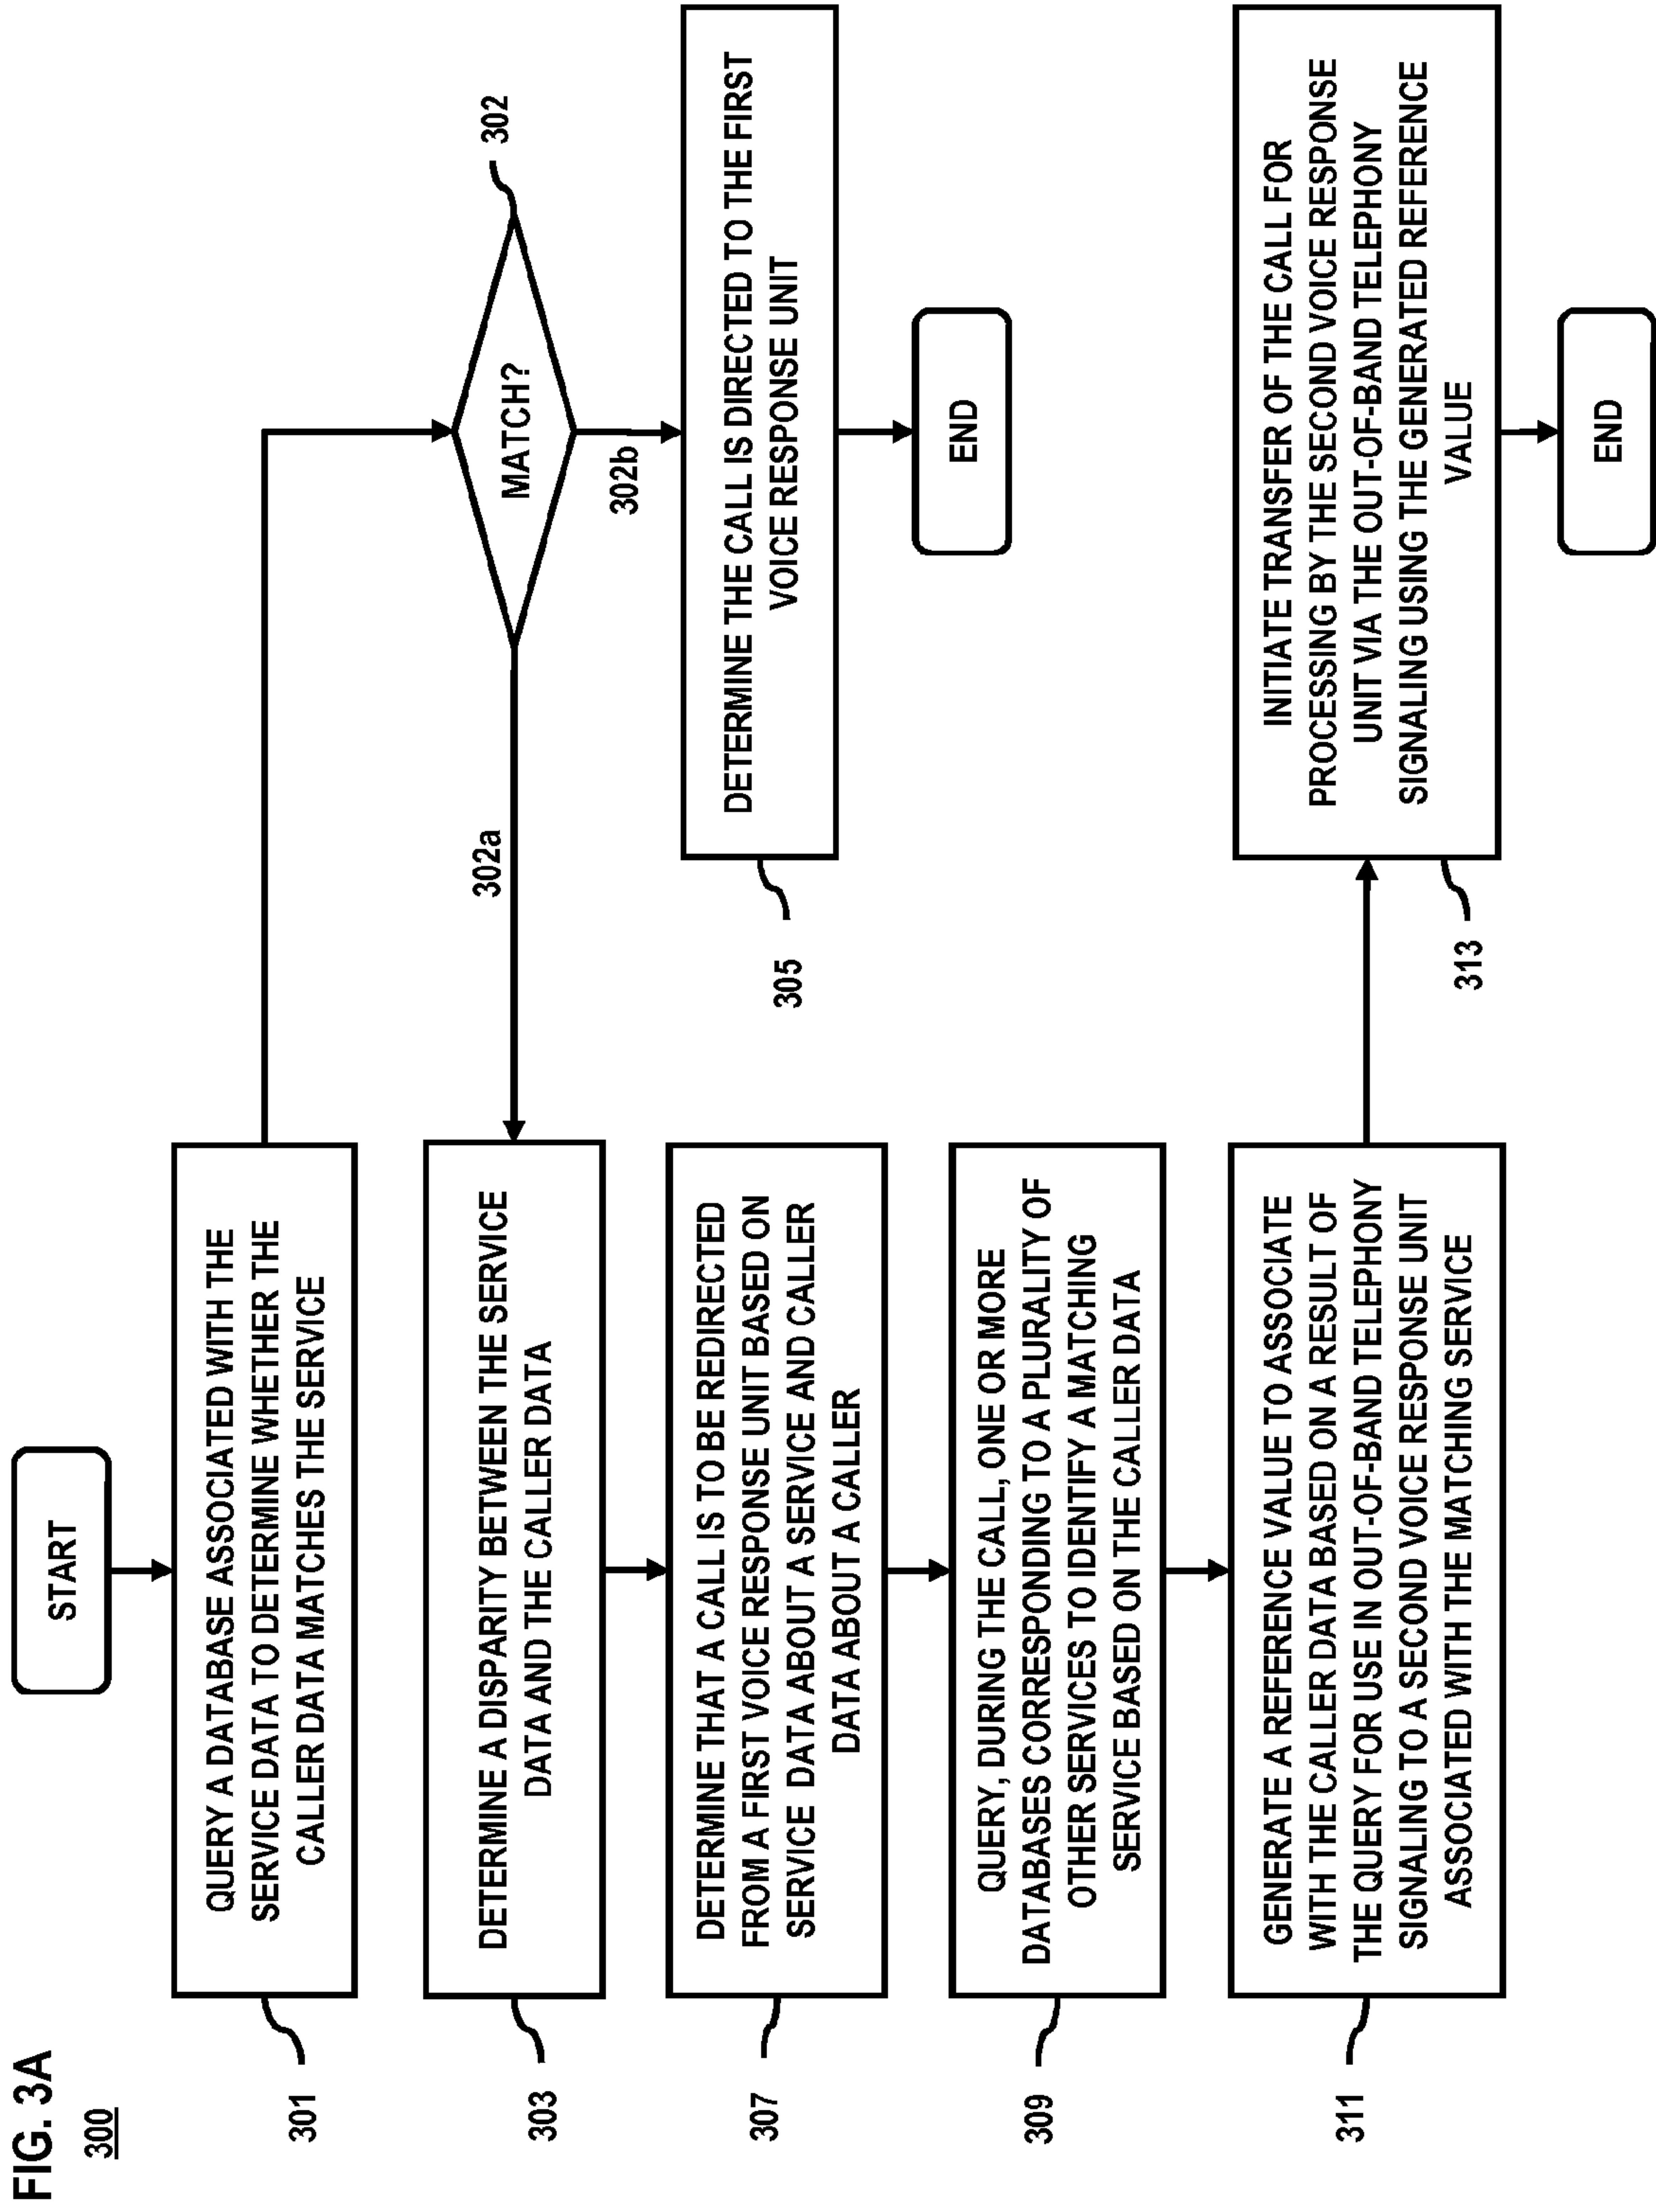 FIG. 3A
300
START
301
QUERY A DATABASE ASSOCIATED WITH THE
SERVICE DATA TO DETERMINE WHETHER THE
CALLER DATA MATCHES THE SERVICE
302
MATCH?
302a
302b
303
DETERMINE A DISPARITY BETWEEN THE SERVICE
DATA AND THE CALLER DATA
305
DETERMINE THE CALL IS DIRECTED TO THE FIRST
VOICE RESPONSE UNIT
END
307
DETERMINE THAT A CALL IS TO BE REDIRECTED
FROM A FIRST VOICE RESPONSE UNIT BASED ON
SERVICE DATA ABOUT A SERVICE AND CALLER
DATA ABOUT A CALLER
309
QUERY, DURING THE CALL, ONE OR MORE
DATABASES CORRESPONDING TO A PLURALITY OF
OTHER SERVICES TO IDENTIFY A MATCHING
SERVICE BASED ON THE CALLER DATA
311
GENERATE A REFERENCE VALUE TO ASSOCIATE
WITH THE CALLER DATA BASED ON A RESULT OF
THE QUERY FOR USE IN OUT-OF-BAND TELEPHONY
SIGNALING TO A SECOND VOICE RESPONSE UNIT
ASSOCIATED WITH THE MATCHING SERVICE
313
INITIATE TRANSFER OF THE CALL FOR
PROCESSING BY THE SECOND VOICE RESPONSE
UNIT VIA THE OUT-OF-BAND TELEPHONY
SIGNALING USING THE GENERATED REFERENCE
VALUE
END